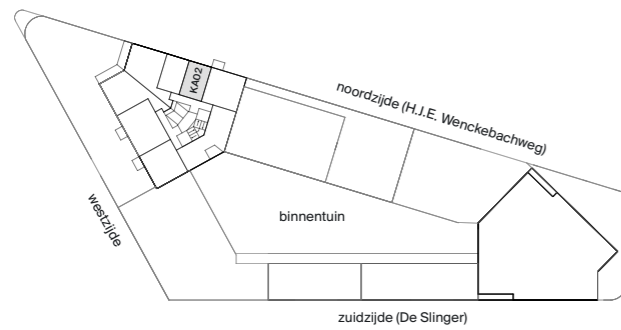 KA02
noordzijde (H.J.E. Wenckebachweg)
westzijde
binnentuin
zuidzijde (De Slinger)